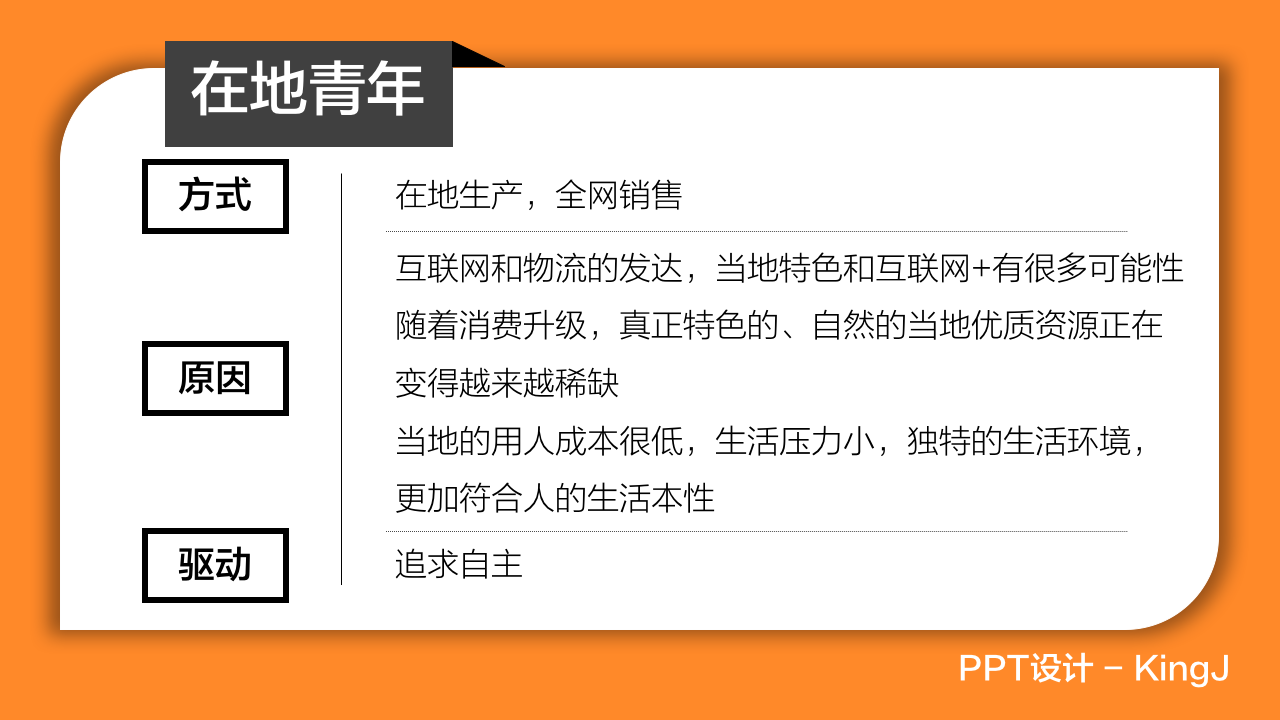 在地青年
方式
在地生产，全网销售
原因
互联网和物流的发达，当地特色和互联网+有很多可能性
随着消费升级，真正特色的、自然的当地优质资源正在
变得越来越稀缺
当地的用人成本很低，生活压力小，独特的生活环境，
更加符合人的生活本性
驱动
追求自主
PPT设计 – KingJ